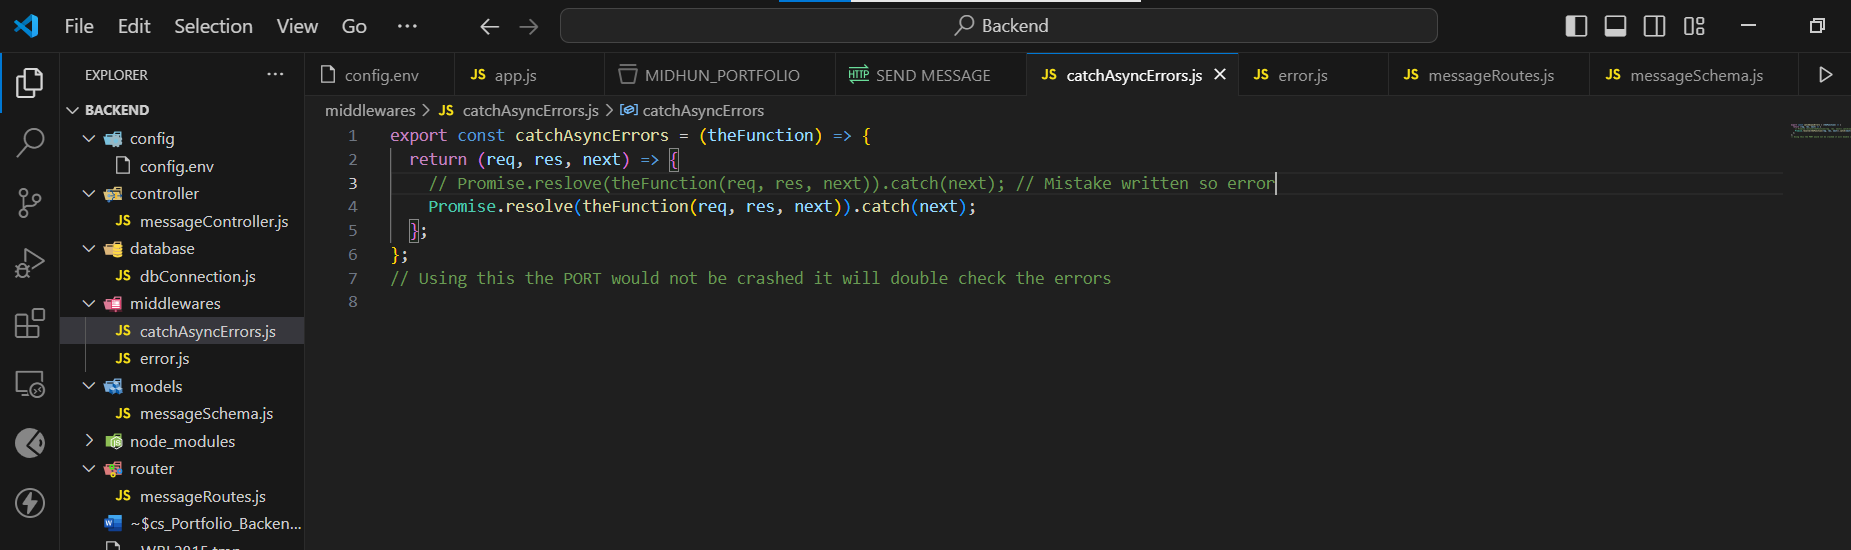 File Edit Selection View Go ··· Backend
EXPLORER ···
BACKEND
config
config.env
controller
JS messageController.js
database
JS dbConnection.js
middlewares
JS catchAsyncErrors.js
JS error.js
models
JS messageSchema.js
node_modules
router
JS messageRoutes.js
~$cs_Portfolio_Backen...
config.env JS app.js MIDHUN_PORTFOLIO HTTP SEND MESSAGE JS catchAsyncErrors.js JS error.js JS messageRoutes.js JS messageSchema.js
middlewares > JS catchAsyncErrors.js > catchAsyncErrors
1 export const catchAsyncErrors = (theFunction) => {
2 return (req, res, next) => {
3 // Promise.reslove(theFunction(req, res, next)).catch(next); // Mistake written so error
4 Promise.resolve(theFunction(req, res, next)).catch(next);
5 };
6 };
7 // Using this the PORT would not be crashed it will double check the errors
8